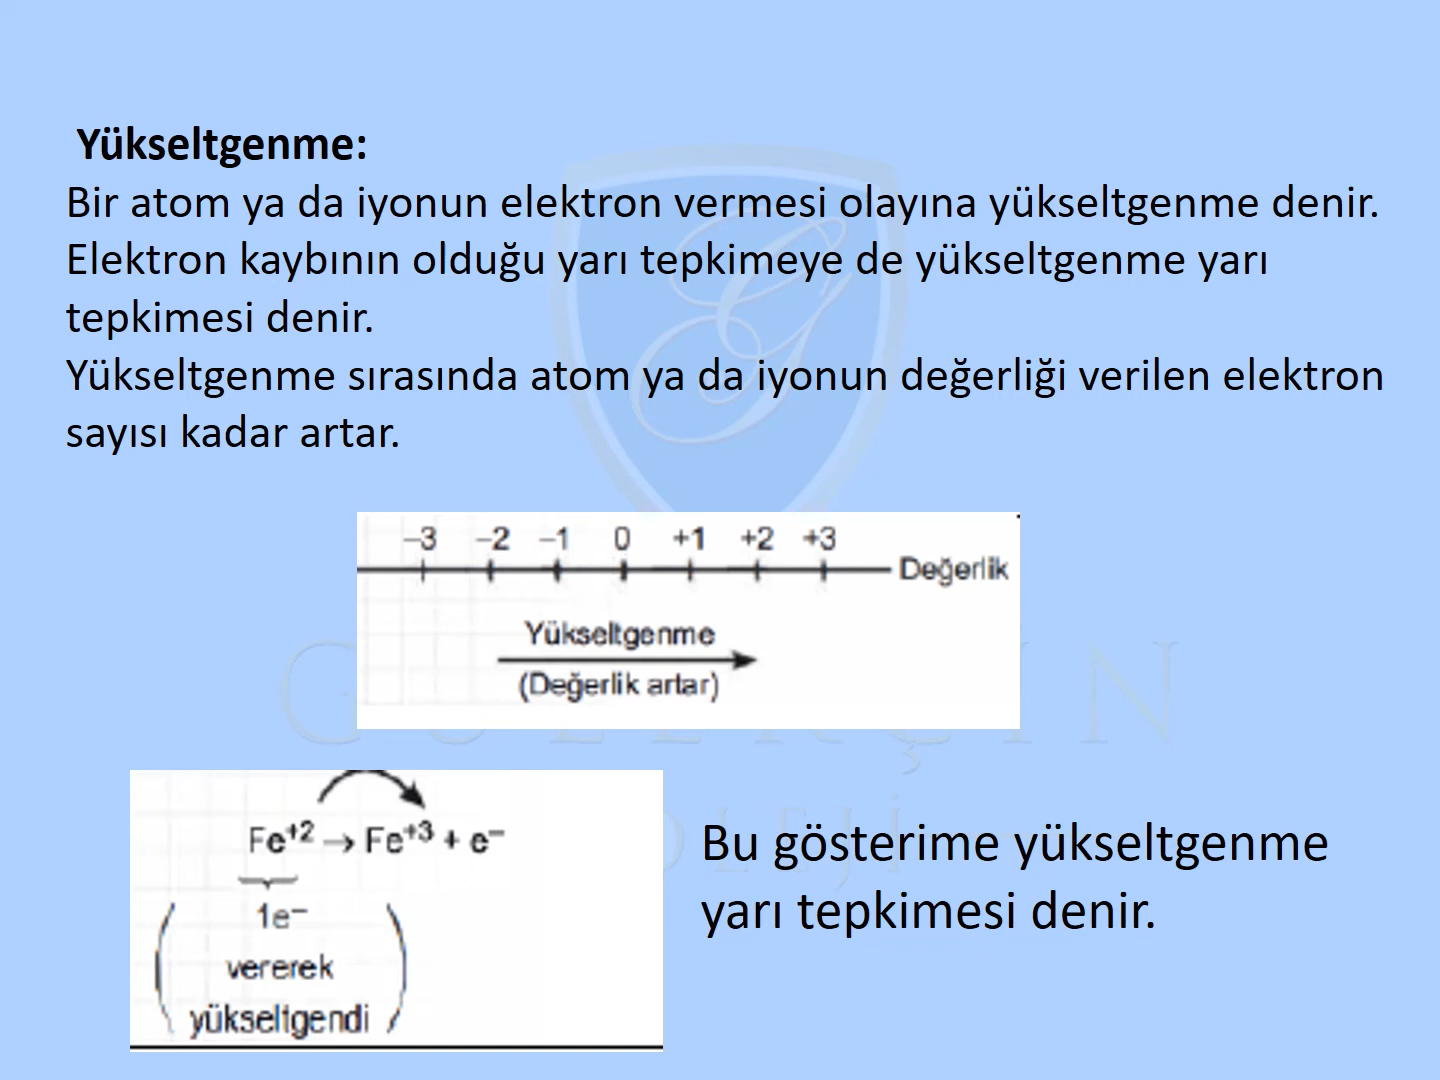 Yükseltgenme:
Bir atom ya da iyonun elektron vermesi olayına yükseltgenme denir.
Elektron kaybının olduğu yarı tepkimeye de yükseltgenme yarı
tepkimesi denir.
Yükseltgenme sırasında atom ya da iyonun değerliği verilen elektron
sayısı kadar artar.
−3 −2 −1 0 +1 +2 +3
Değerlik
Yükseltgenme
(Değerlik artar)
Fe⁺² → Fe⁺³ + e⁻
1e⁻
vererek
yükseltgendi
Bu gösterime yükseltgenme
yarı tepkimesi denir.